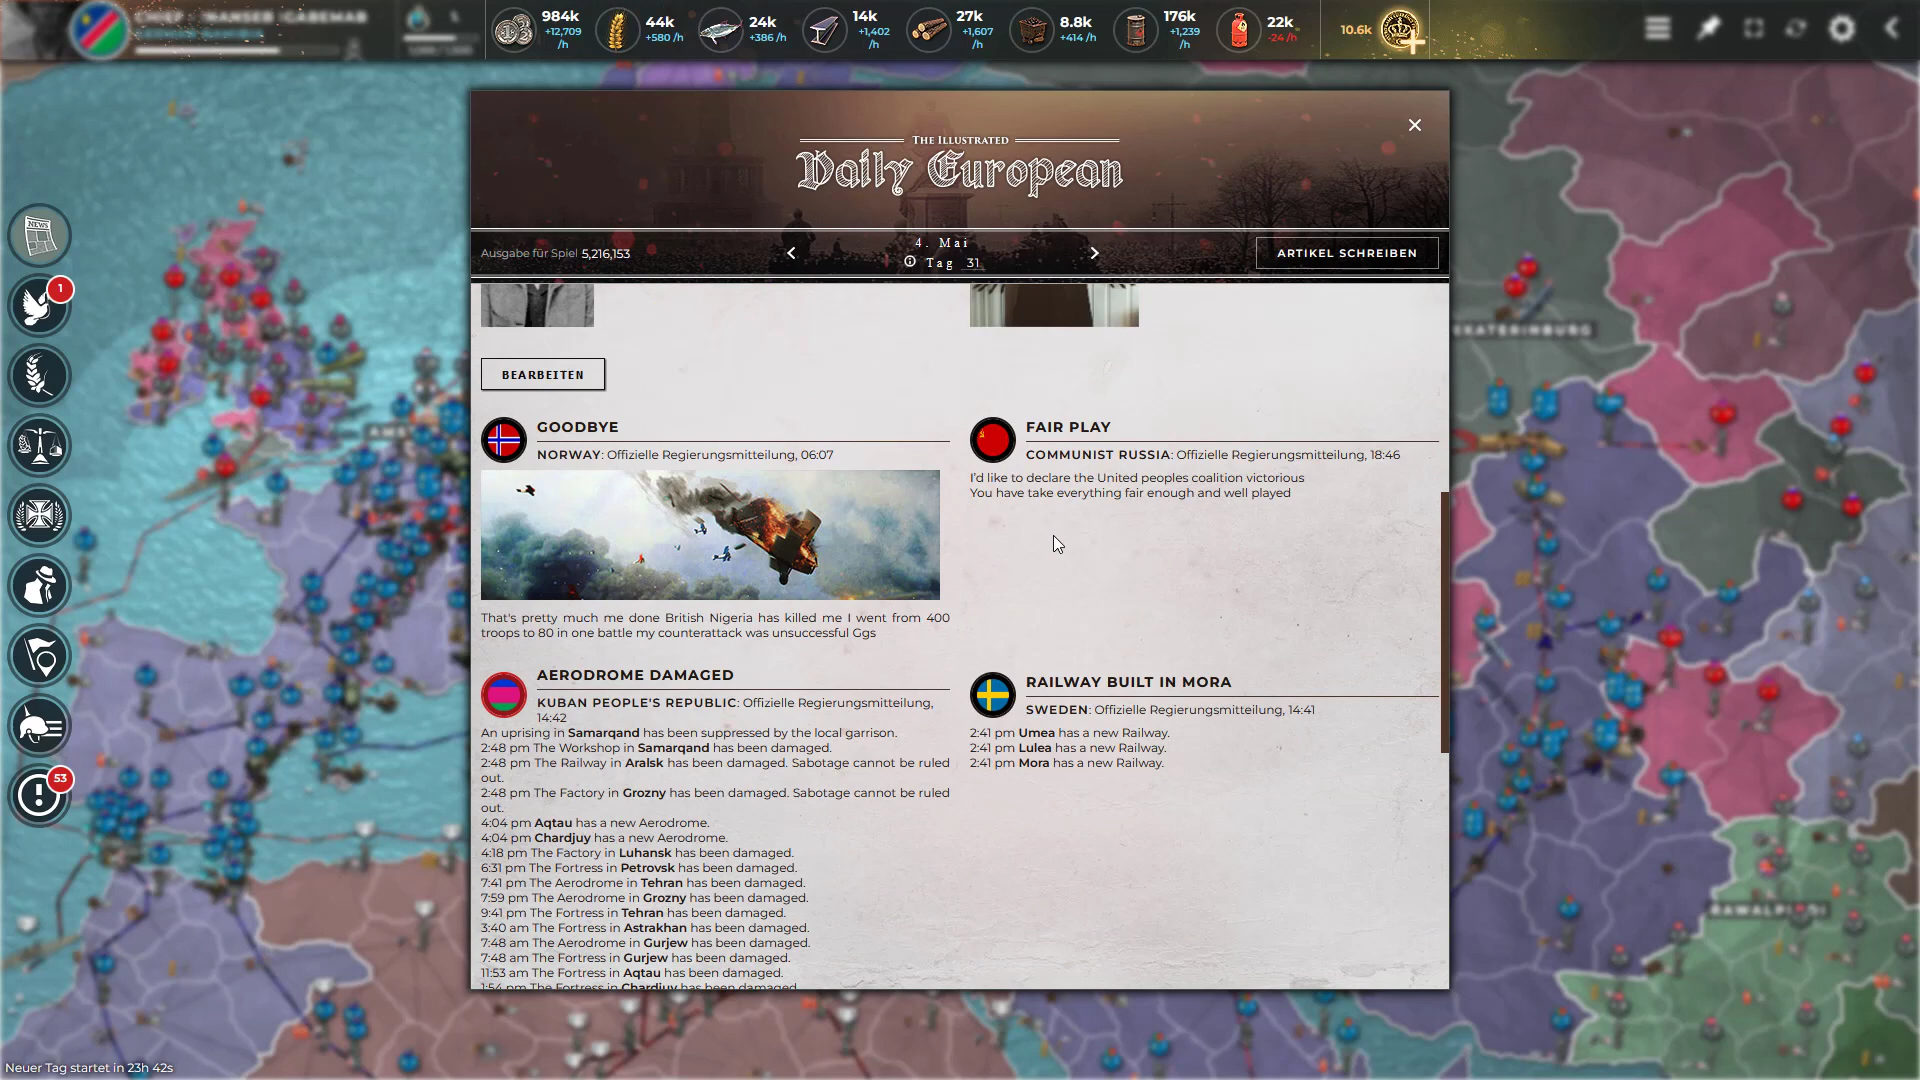 984k
+12,709
/h
44k
+580 /h
24k
+386 /h
14k
+1,402
/h
27k
+1,607
/h
8.8k
+414 /h
176k
+1,239
/h
22k
-24 /h
10.6k
THE ILLUSTRATED
Daily European
Ausgabe für Spiel 5,216,153
4. Mai
Tag 31
ARTIKEL SCHREIBEN
NEWS
1
53
BEARBEITEN
GOODBYE
NORWAY: Offizielle Regierungsmitteilung, 06:07
That's pretty much me done British Nigeria has killed me I went from 400
troops to 80 in one battle my counterattack was unsuccessful Ggs
FAIR PLAY
COMMUNIST RUSSIA: Offizielle Regierungsmitteilung, 18:46
I'd like to declare the United peoples coalition victorious
You have take everything fair enough and well played
AERODROME DAMAGED
KUBAN PEOPLE'S REPUBLIC: Offizielle Regierungsmitteilung,
14:42
An uprising in Samarqand has been suppressed by the local garrison.
2:48 pm The Workshop in Samarqand has been damaged.
2:48 pm The Railway in Aralsk has been damaged. Sabotage cannot be ruled
out.
2:48 pm The Factory in Grozny has been damaged. Sabotage cannot be ruled
out.
4:04 pm Aqtau has a new Aerodrome.
4:04 pm Chardjuy has a new Aerodrome.
4:18 pm The Factory in Luhansk has been damaged.
6:31 pm The Fortress in Petrovsk has been damaged.
7:41 pm The Aerodrome in Tehran has been damaged.
7:59 pm The Aerodrome in Grozny has been damaged.
9:41 pm The Fortress in Tehran has been damaged.
3:40 am The Fortress in Astrakhan has been damaged.
7:48 am The Aerodrome in Gurjew has been damaged.
7:48 am The Fortress in Gurjew has been damaged.
11:53 am The Fortress in Aqtau has been damaged.
1:54 pm The Fortress in Chardjuy has been damaged.
RAILWAY BUILT IN MORA
SWEDEN: Offizielle Regierungsmitteilung, 14:41
2:41 pm Umea has a new Railway.
2:41 pm Lulea has a new Railway.
2:41 pm Mora has a new Railway.
EKATERINBURG
RAWALPINDI
Neuer Tag startet in 23h 42s